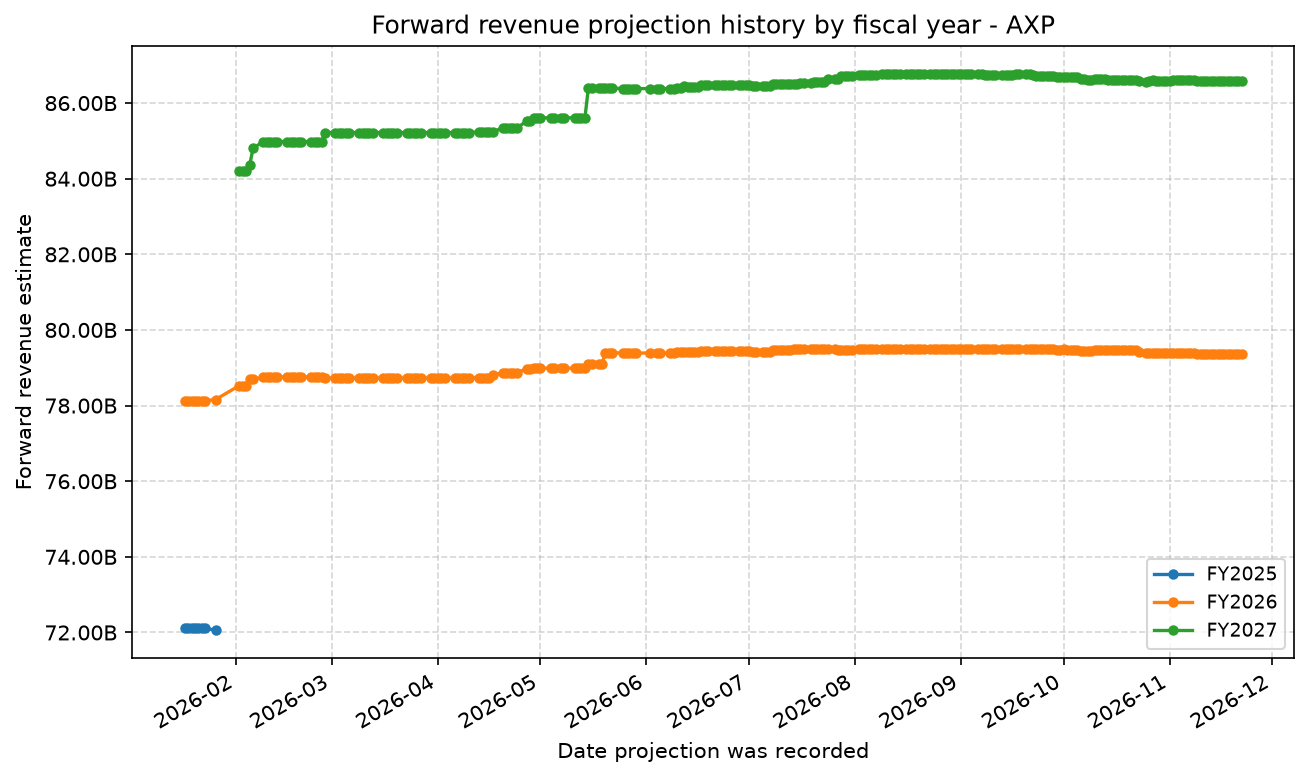 Forward revenue projection history by fiscal year - AXP
Forward revenue estimate
86.00B
84.00B
82.00B
80.00B
78.00B
76.00B
74.00B
72.00B
FY2025
FY2026
FY2027
2026-02
2026-03
2026-04
2026-05
2026-06
2026-07
2026-08
2026-09
2026-10
2026-11
2026-12
Date projection was recorded